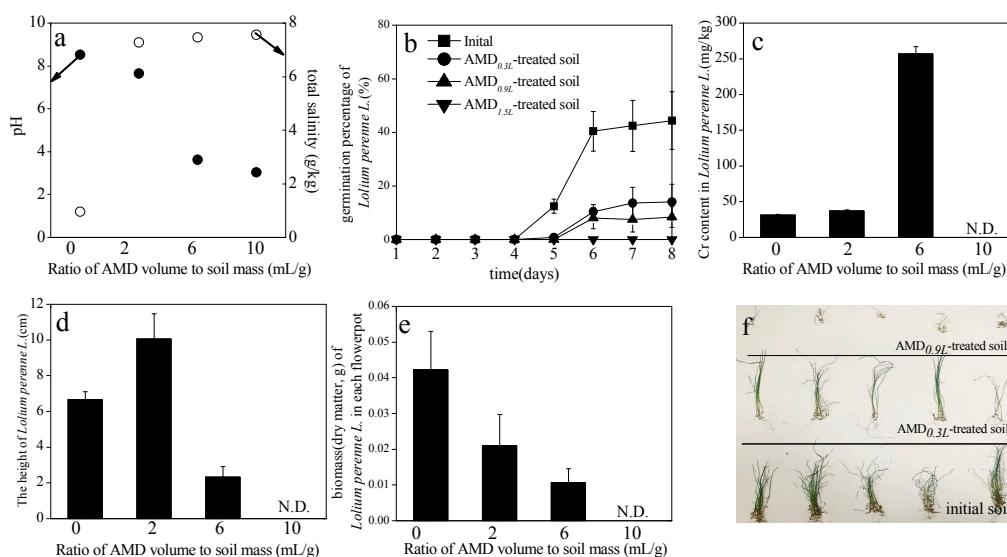 a
10
8
6
4
2
0
pH
8
6
4
2
0
total salinity (g/kg)
0 2 6 10
Ratio of AMD volume to soil mass (mL/g)
b
Inital
AMD0.3L-treated soil
AMD0.9L-treated soil
AMD1.5L-treated soil
80
60
40
20
0
germination percentage of
Lolium perenne L.(%)
1 2 3 4 5 6 7 8
time(days)
c
300
250
200
150
100
50
0
Cr content in Lolium perenne L.(mg/kg)
N.D.
0 2 6 10
Ratio of AMD volume to soil mass (mL/g)
d
12
10
8
6
4
2
0
The height of Lolium perenne L.(cm)
N.D.
0 2 6 10
Ratio of AMD volume to soil mass (mL/g)
e
0.06
0.05
0.04
0.03
0.02
0.01
0.00
biomass(dry matter, g) of
Lolium perenne L. in each flowerpot
N.D.
0 2 6 10
Ratio of AMD volume to soil mass (mL/g)
f
AMD0.9L-treated soil
AMD0.3L-treated soil
initial soil